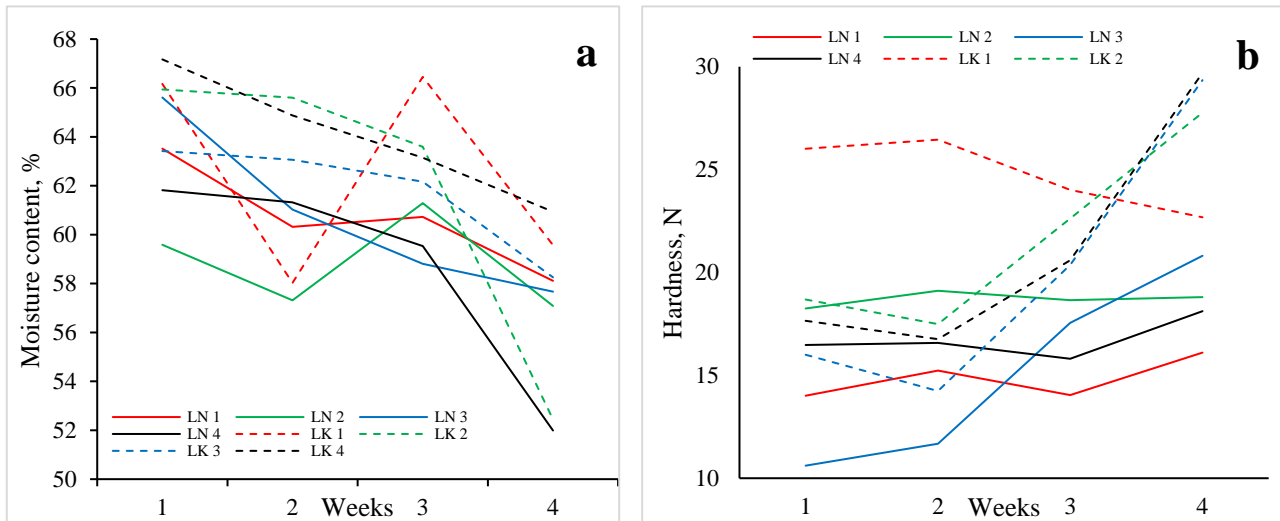 a
68
66
64
62
60
58
56
54
52
50
Moisture content, %
LN 1 LN 2 LN 3
LN 4 LK 1 LK 2
LK 3 LK 4
1 2 Weeks 3 4
b
LN 1 LN 2 LN 3
LN 4 LK 1 LK 2
30
25
20
15
10
Hardness, N
1 2 Weeks 3 4